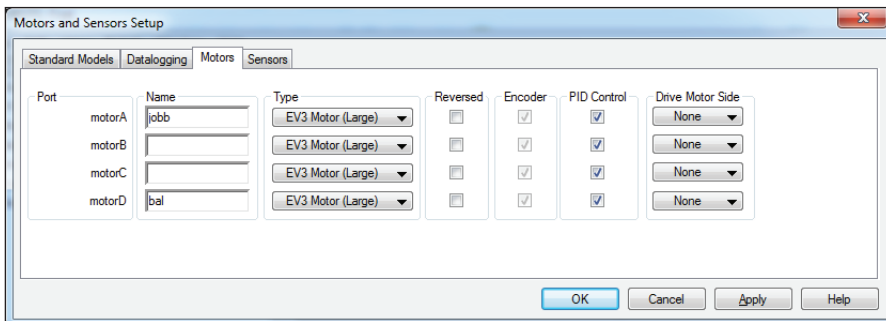 Motors and Sensors Setup
Standard Models Datalogging Motors Sensors
Port Name Type Reversed Encoder PID Control Drive Motor Side
motorA jobb EV3 Motor (Large) None
motorB EV3 Motor (Large) None
motorC EV3 Motor (Large) None
motorD bal EV3 Motor (Large) None
OK Cancel Apply Help